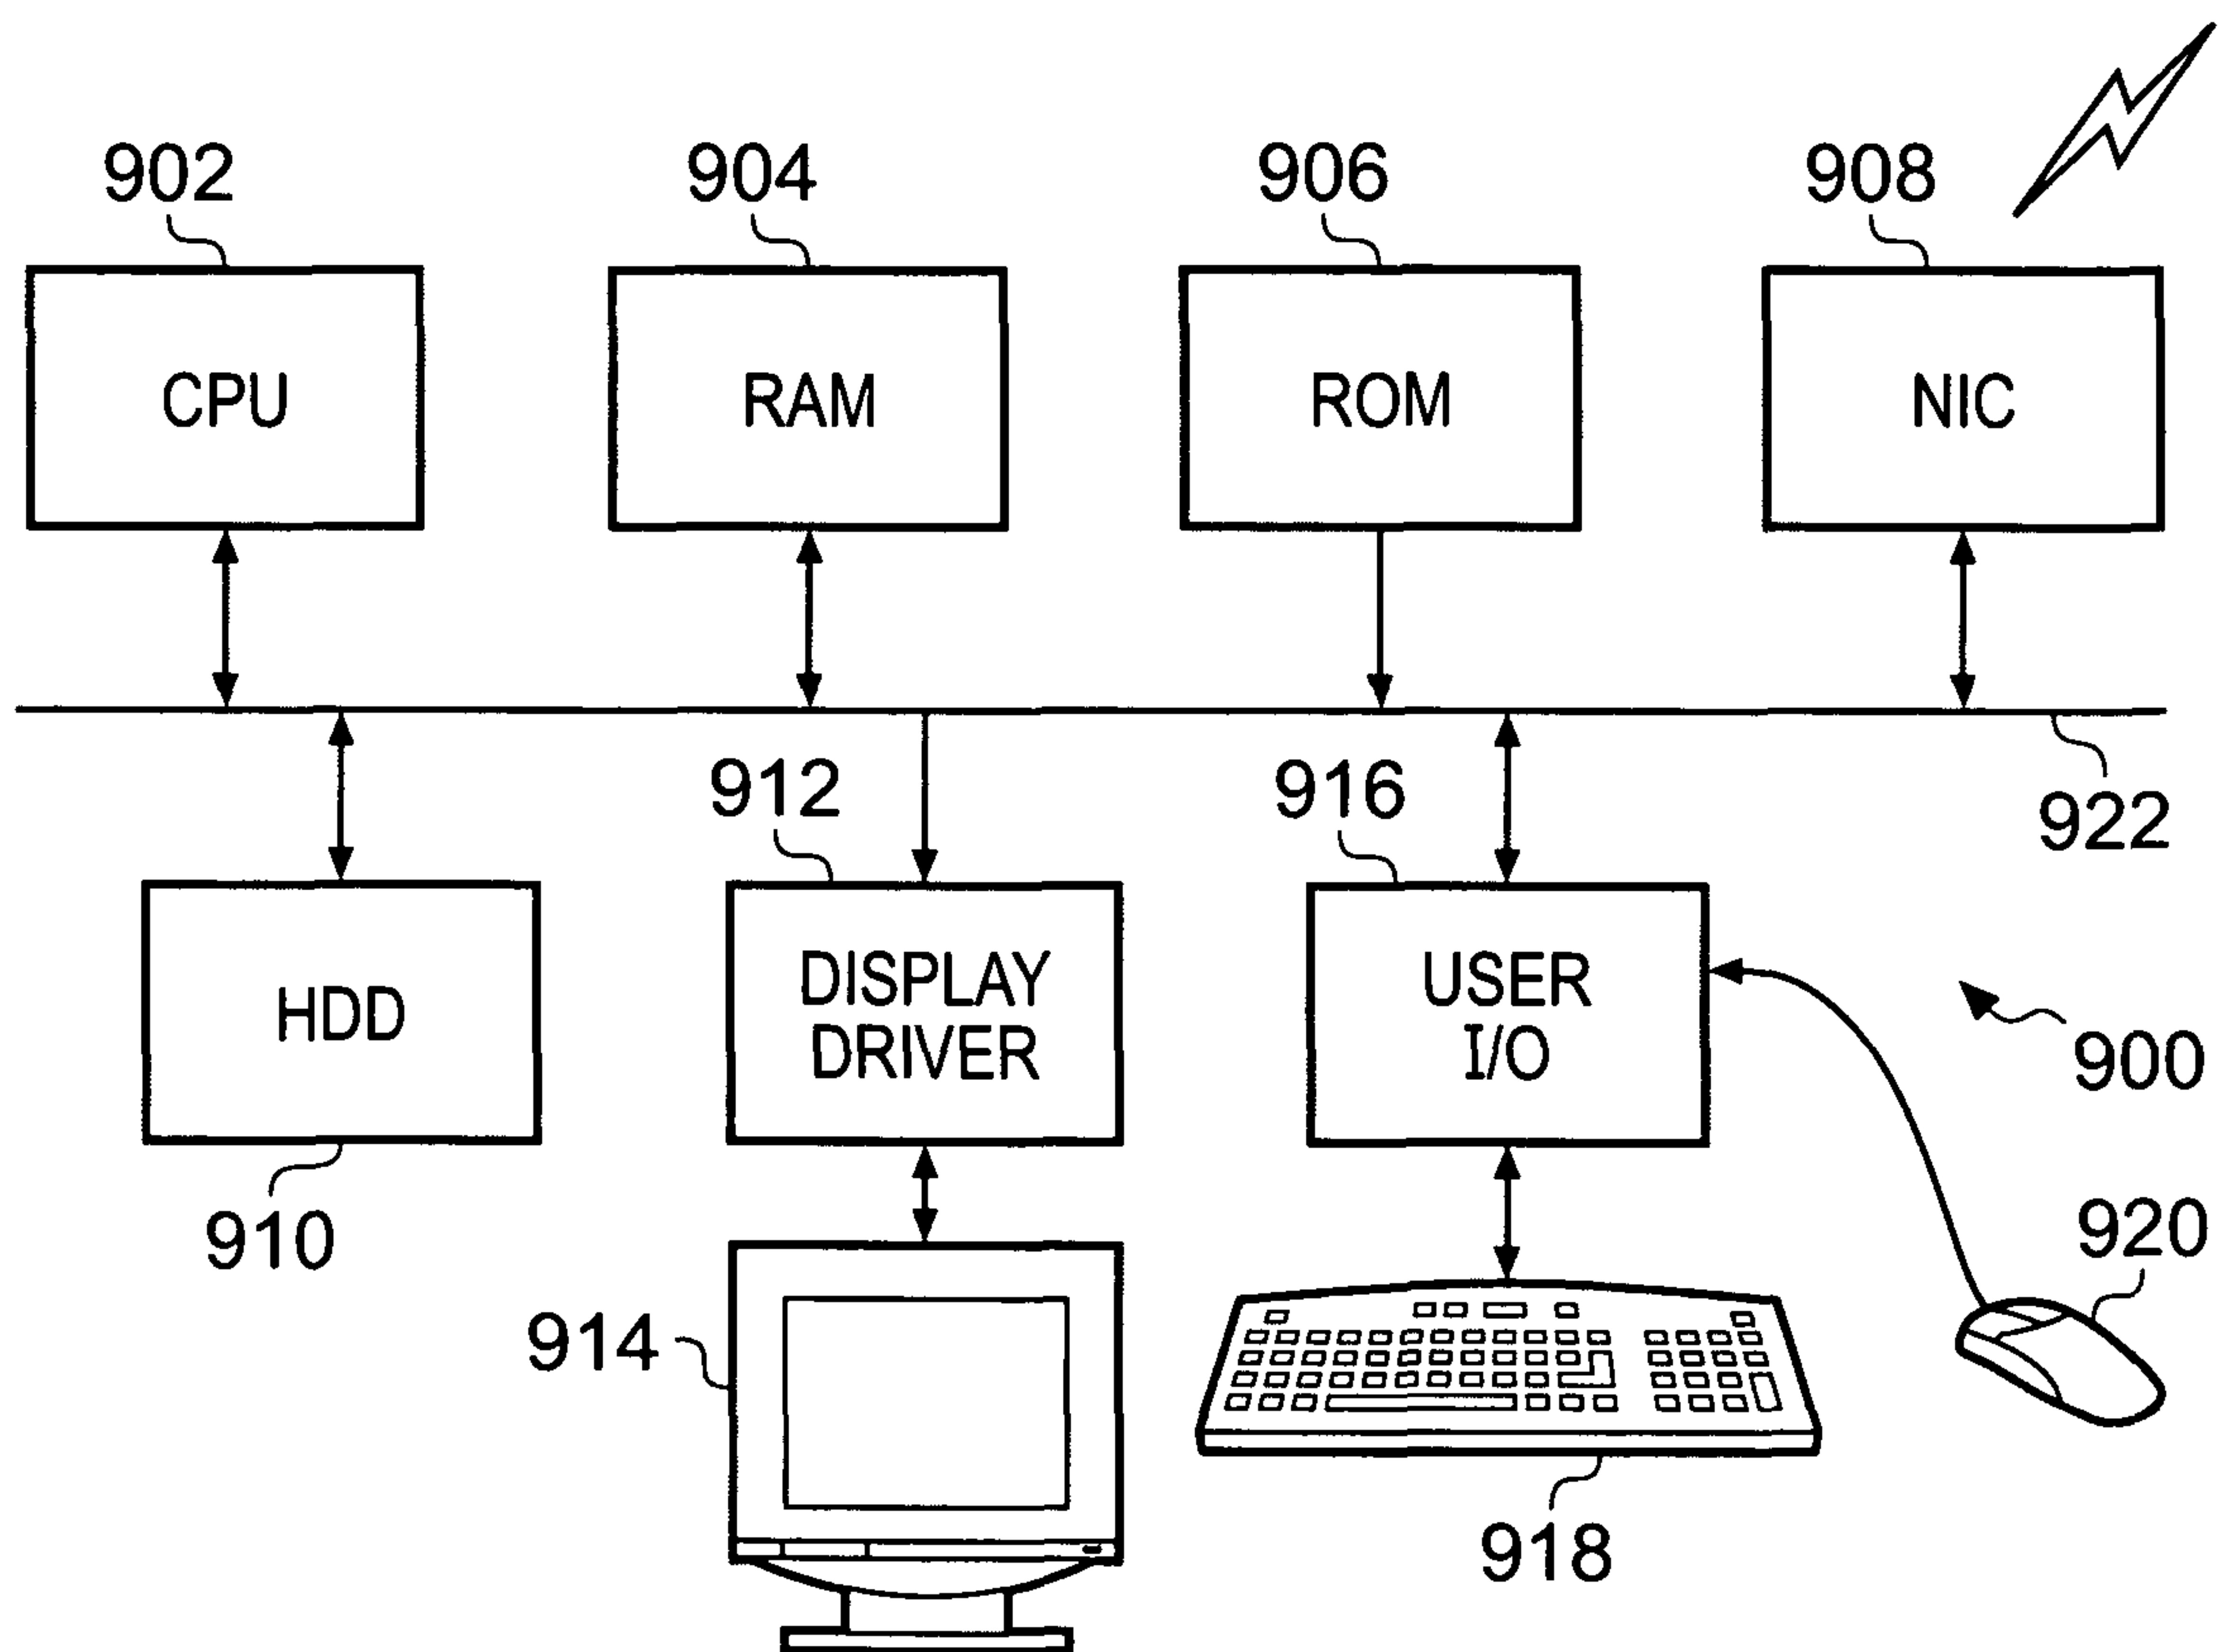 902
904
906
908
CPU
RAM
ROM
NIC
912
916
922
HDD
DISPLAY
DRIVER
USER
I/O
900
910
914
920
918